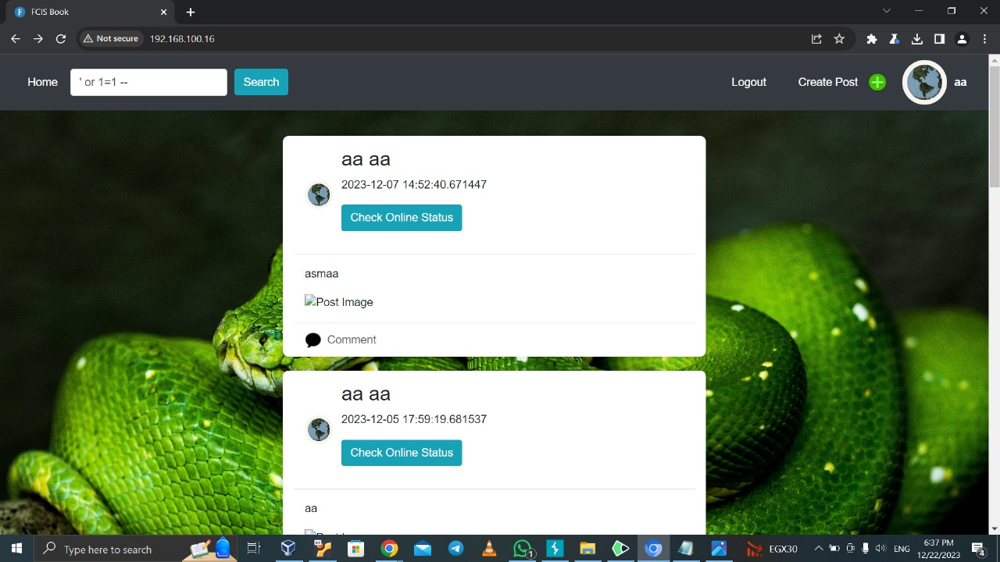 FCIS Book
Not secure 192.168.100.16
Home ' or 1=1 -- Search Logout Create Post aa
aa aa
2023-12-07 14:52:40.671447
Check Online Status
asmaa
Post Image
Comment
aa aa
2023-12-05 17:59:19.681537
Check Online Status
aa
Type here to search 1 EGX30 ENG 6:37 PM
12/22/2023 4